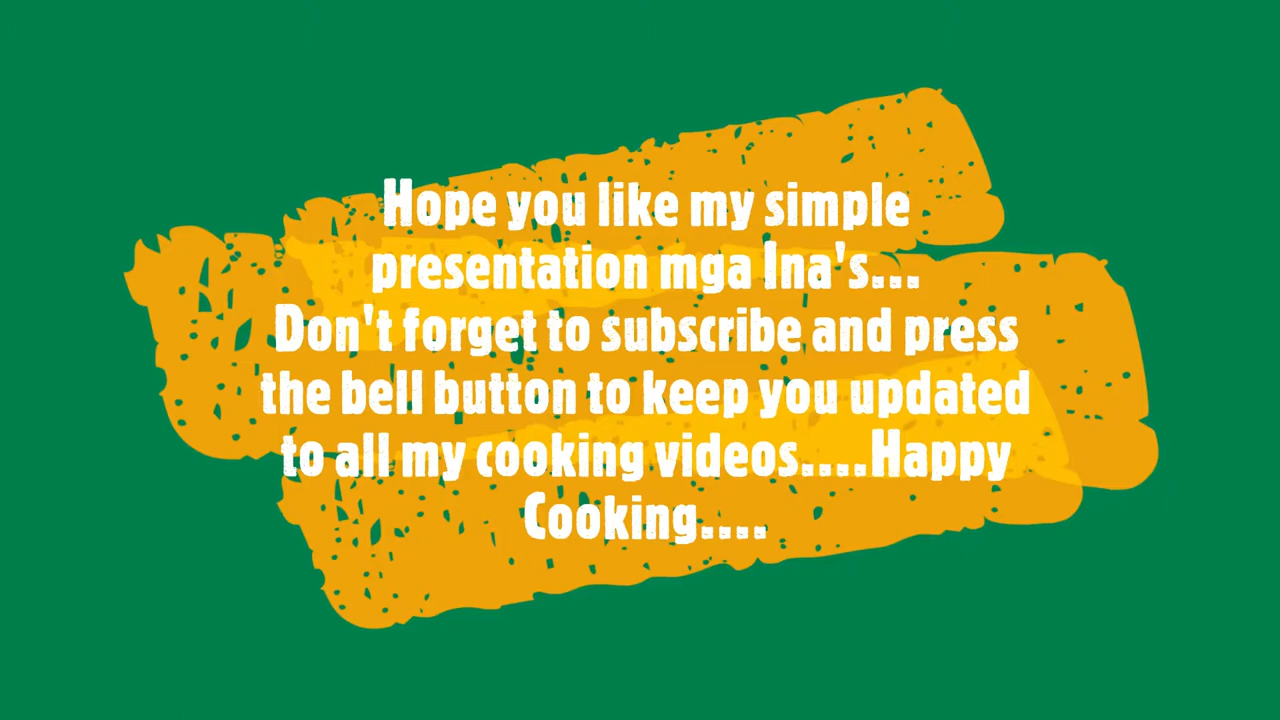 Hope you like my simple
presentation mga Ina's...
Don't forget to subscribe and press
the bell button to keep you updated
to all my cooking videos....Happy
Cooking....